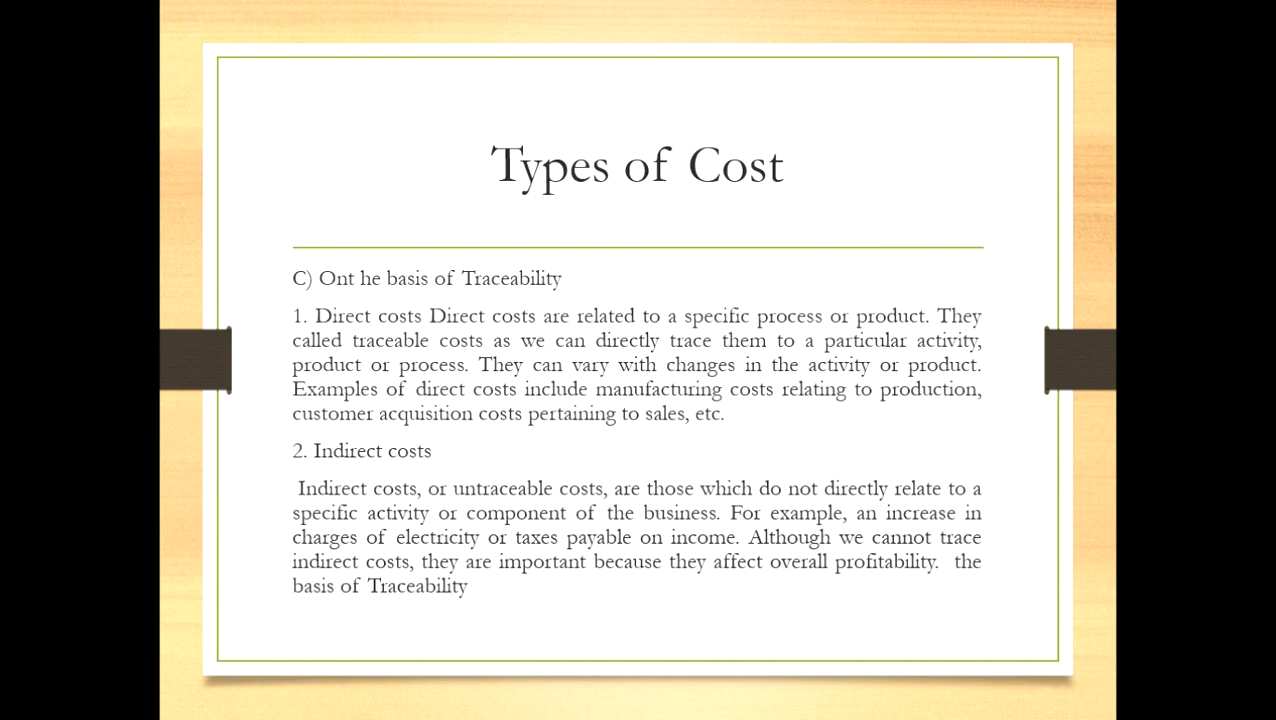 Types of Cost
C) Ont he basis of Traceability
1. Direct costs Direct costs are related to a specific process or product. They
called traceable costs as we can directly trace them to a particular activity,
product or process. They can vary with changes in the activity or product.
Examples of direct costs include manufacturing costs relating to production,
customer acquisition costs pertaining to sales, etc.
2. Indirect costs
Indirect costs, or untraceable costs, are those which do not directly relate to a
specific activity or component of the business. For example, an increase in
charges of electricity or taxes payable on income. Although we cannot trace
indirect costs, they are important because they affect overall profitability. the
basis of Traceability